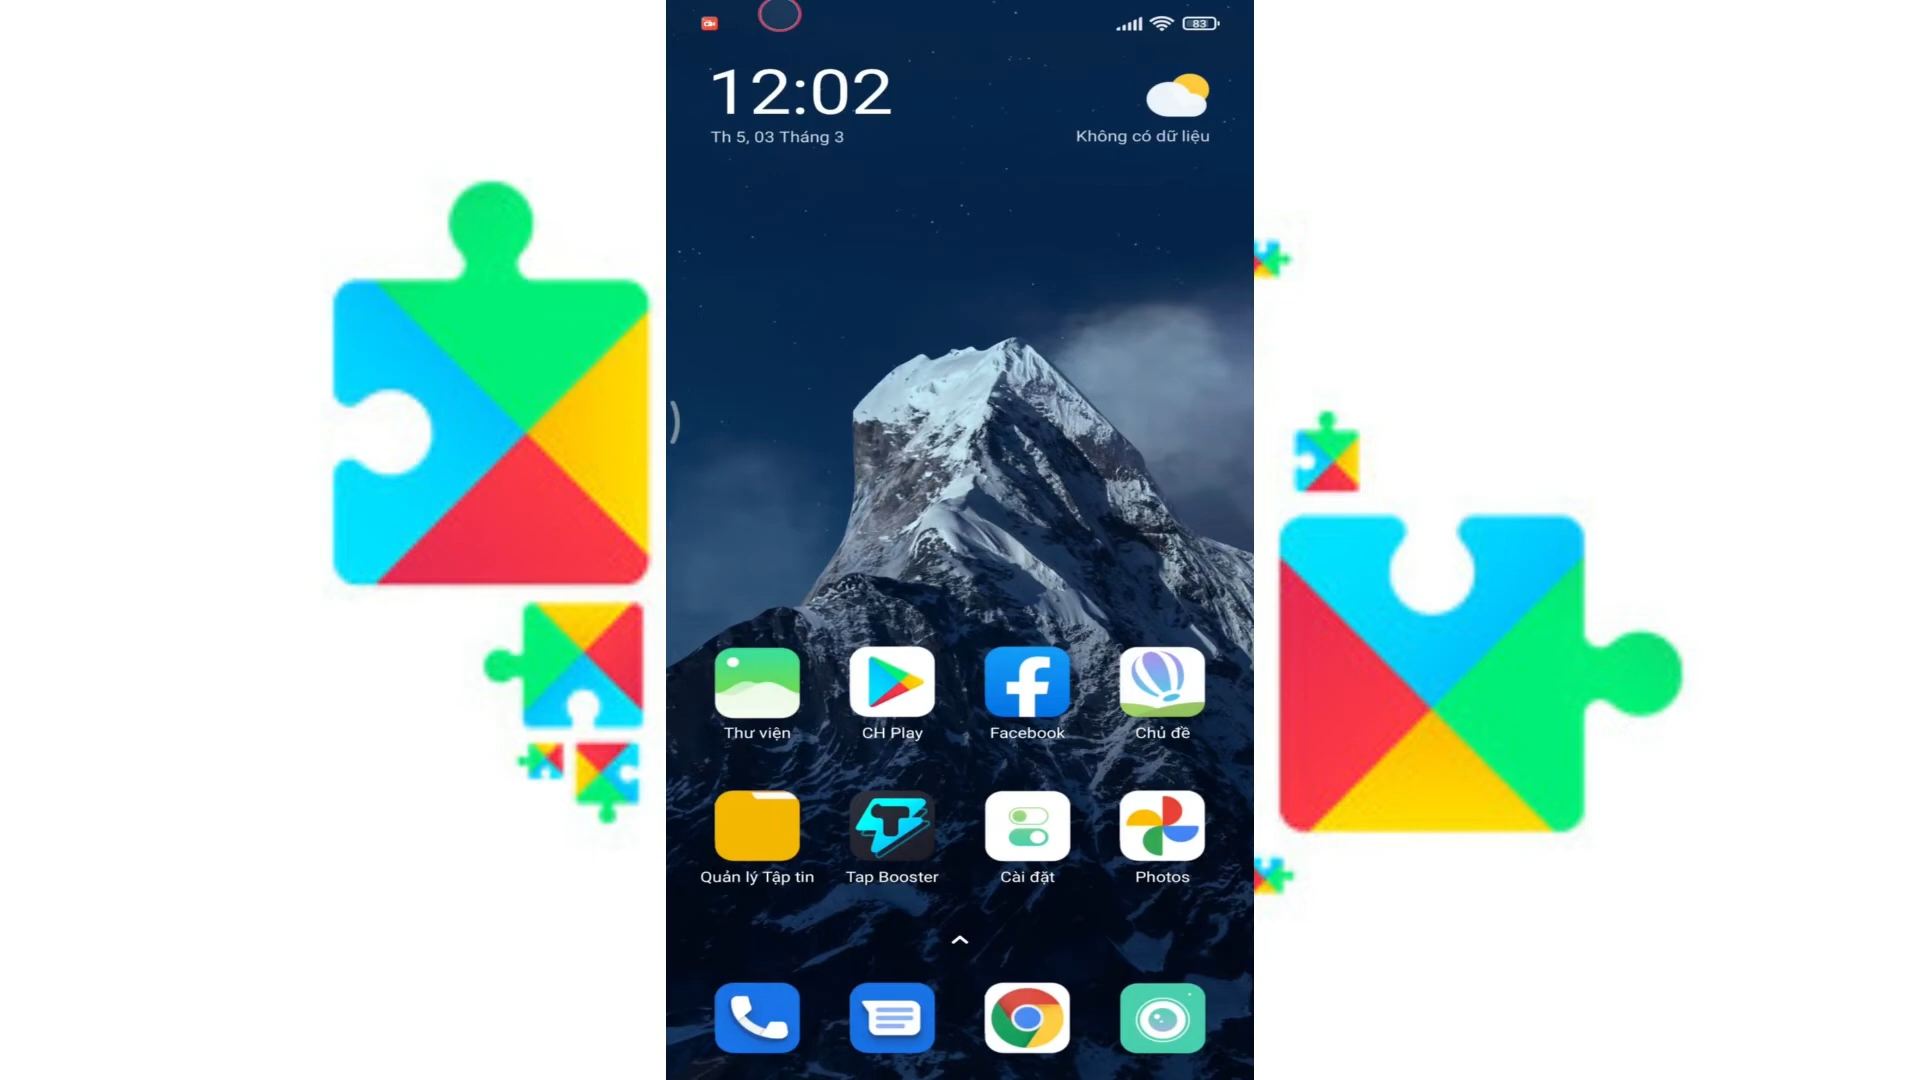 83
12:02
Th 5, 03 Tháng 3
Không có dữ liệu
Thư viện
CH Play
Facebook
Chủ đề
Quản lý Tập tin
Tap Booster
Cài đặt
Photos